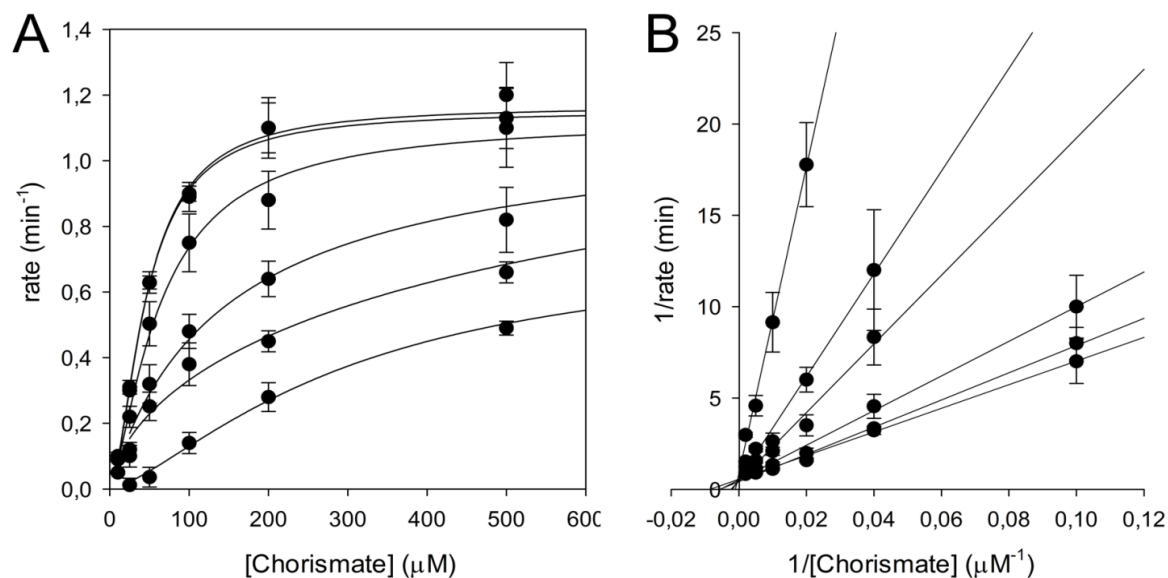 A
1,4
1,2
1,0
0,8
0,6
0,4
0,2
0,0
0 100 200 300 400 500 600
rate (min⁻¹)
[Chorismate] (μM)
B
25
20
15
10
5
0
-0,02 0,00 0,02 0,04 0,06 0,08 0,10 0,12
1/rate (min)
1/[Chorismate] (μM⁻¹)